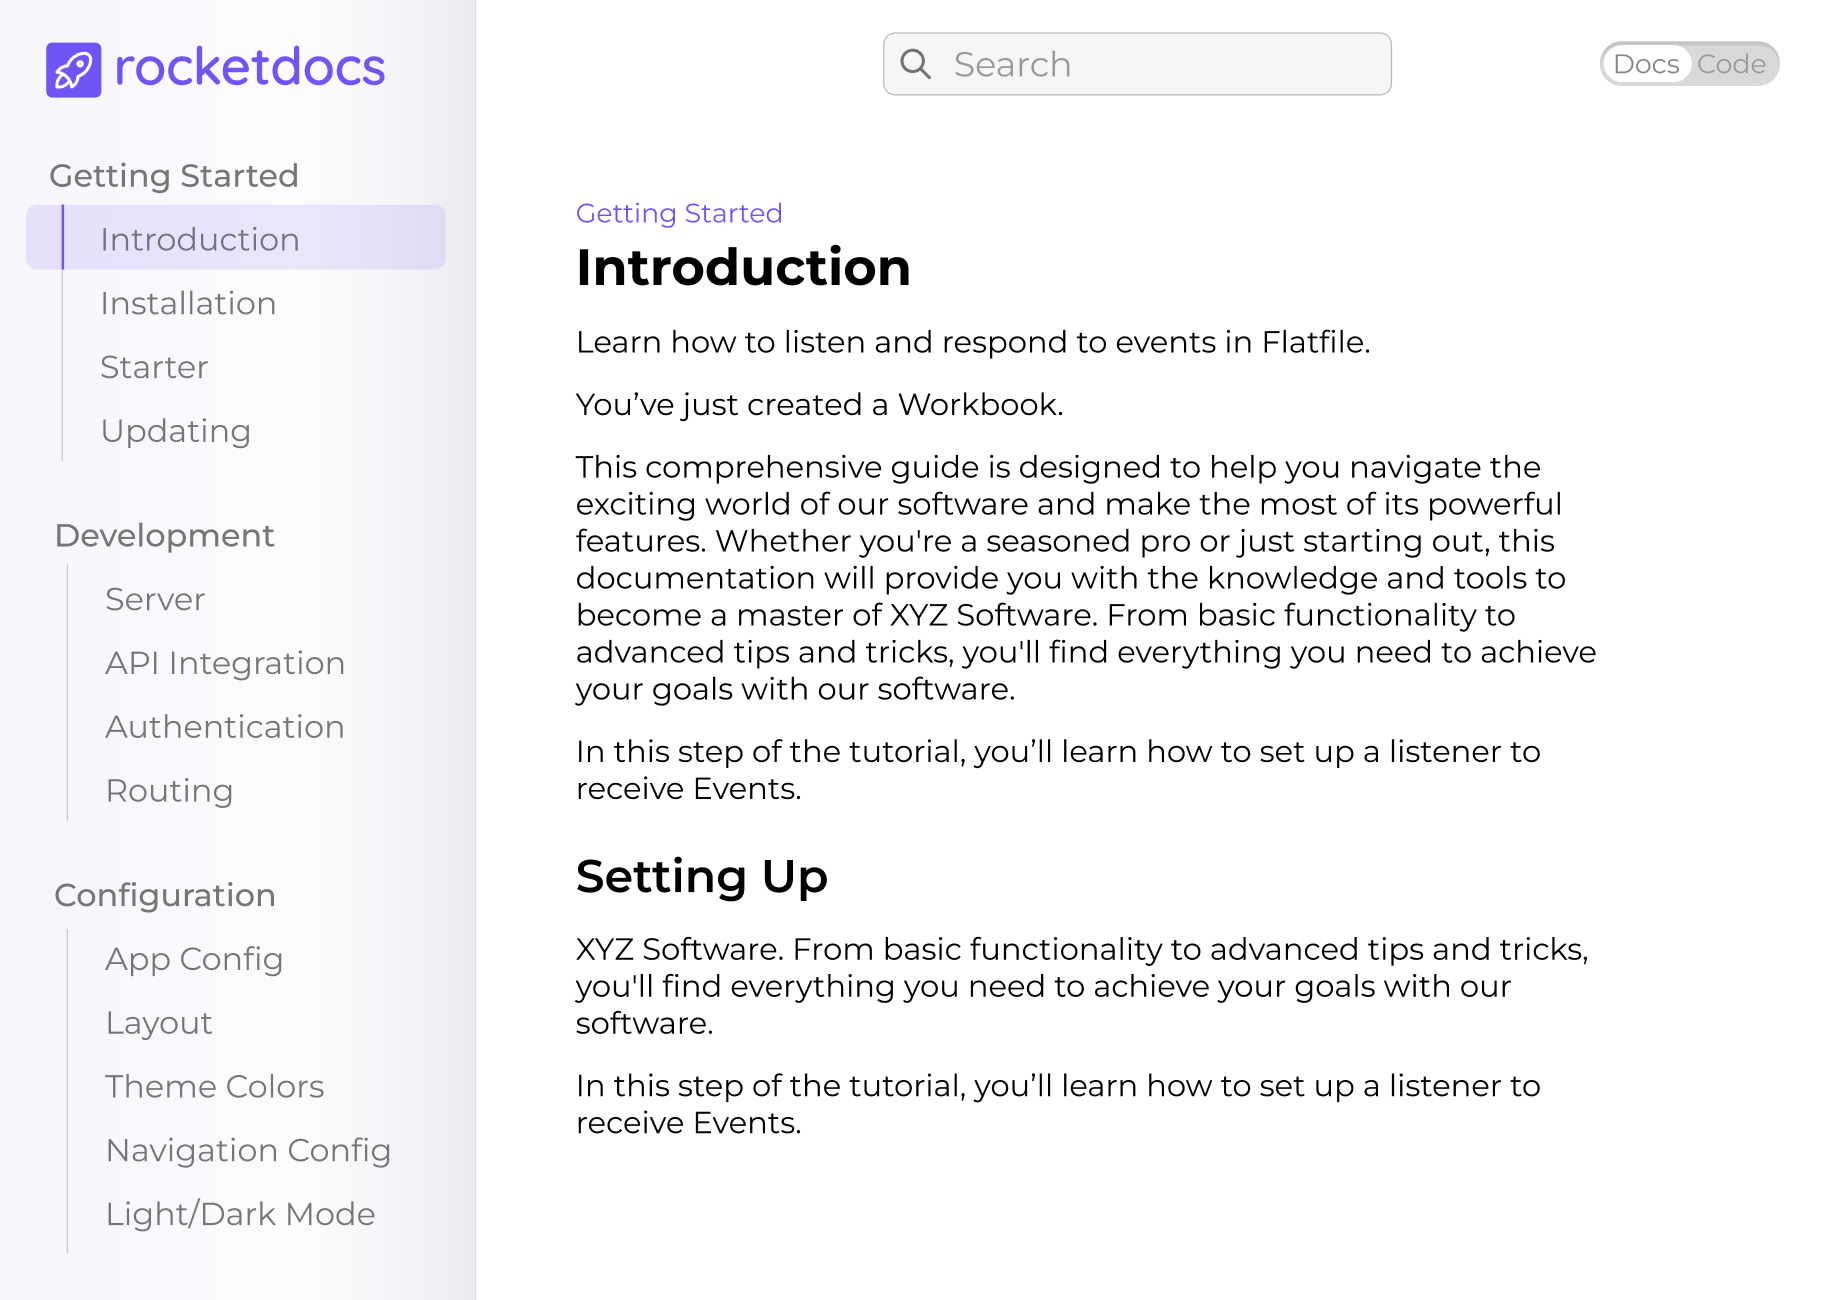 rocketdocs
Search
Docs Code
Getting Started
Introduction
Installation
Starter
Updating
Development
Server
API Integration
Authentication
Routing
Configuration
App Config
Layout
Theme Colors
Navigation Config
Light/Dark Mode
Getting Started
Introduction
Learn how to listen and respond to events in Flatfile.
You’ve just created a Workbook.
This comprehensive guide is designed to help you navigate the
exciting world of our software and make the most of its powerful
features. Whether you're a seasoned pro or just starting out, this
documentation will provide you with the knowledge and tools to
become a master of XYZ Software. From basic functionality to
advanced tips and tricks, you'll find everything you need to achieve
your goals with our software.
In this step of the tutorial, you’ll learn how to set up a listener to
receive Events.
Setting Up
XYZ Software. From basic functionality to advanced tips and tricks,
you'll find everything you need to achieve your goals with our
software.
In this step of the tutorial, you’ll learn how to set up a listener to
receive Events.